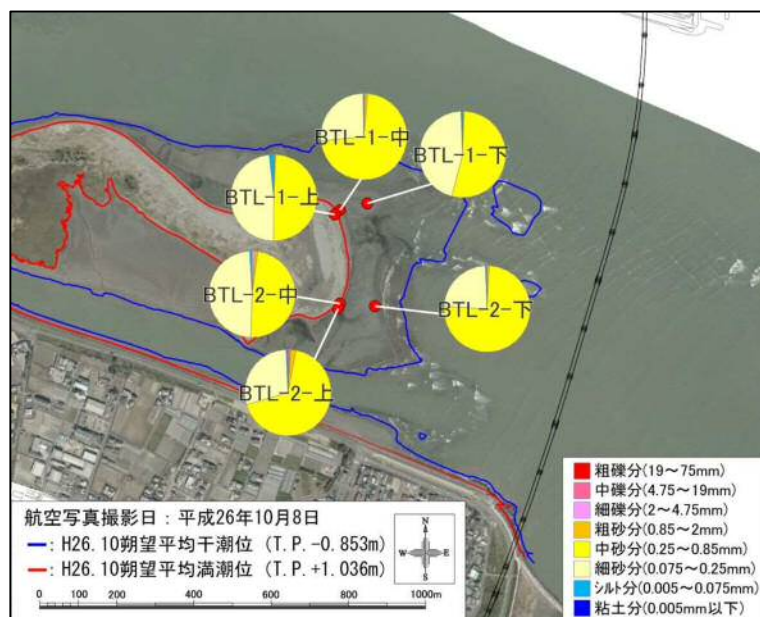 BTL-1-中
BTL-1-下
BTL-1-上
BTL-2-中
BTL-2-下
BTL-2-上
航空写真撮影日：平成26年10月8日
：H26.10朔望平均干潮位（T.P.-0.853m）
：H26.10朔望平均満潮位（T.P.+1.036m）
0 200 400 600 800 1000m
N
W E
S
粗礫分(19～75mm)
中礫分(4.75～19mm)
細礫分(2～4.75mm)
粗砂分(0.85～2mm)
中砂分(0.25～0.85mm)
細砂分(0.075～0.25mm)
シルト分(0.005～0.075mm)
粘土分(0.005mm以下)